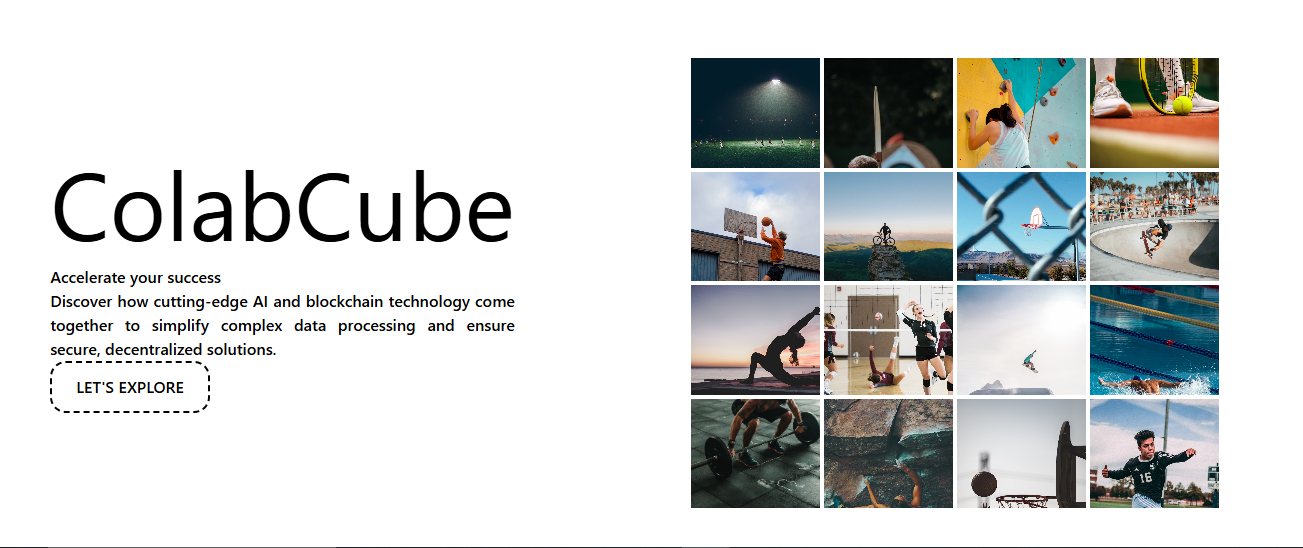 ColabCube
Accelerate your success
Discover how cutting-edge AI and blockchain technology come
together to simplify complex data processing and ensure
secure, decentralized solutions.
LET'S EXPLORE
16